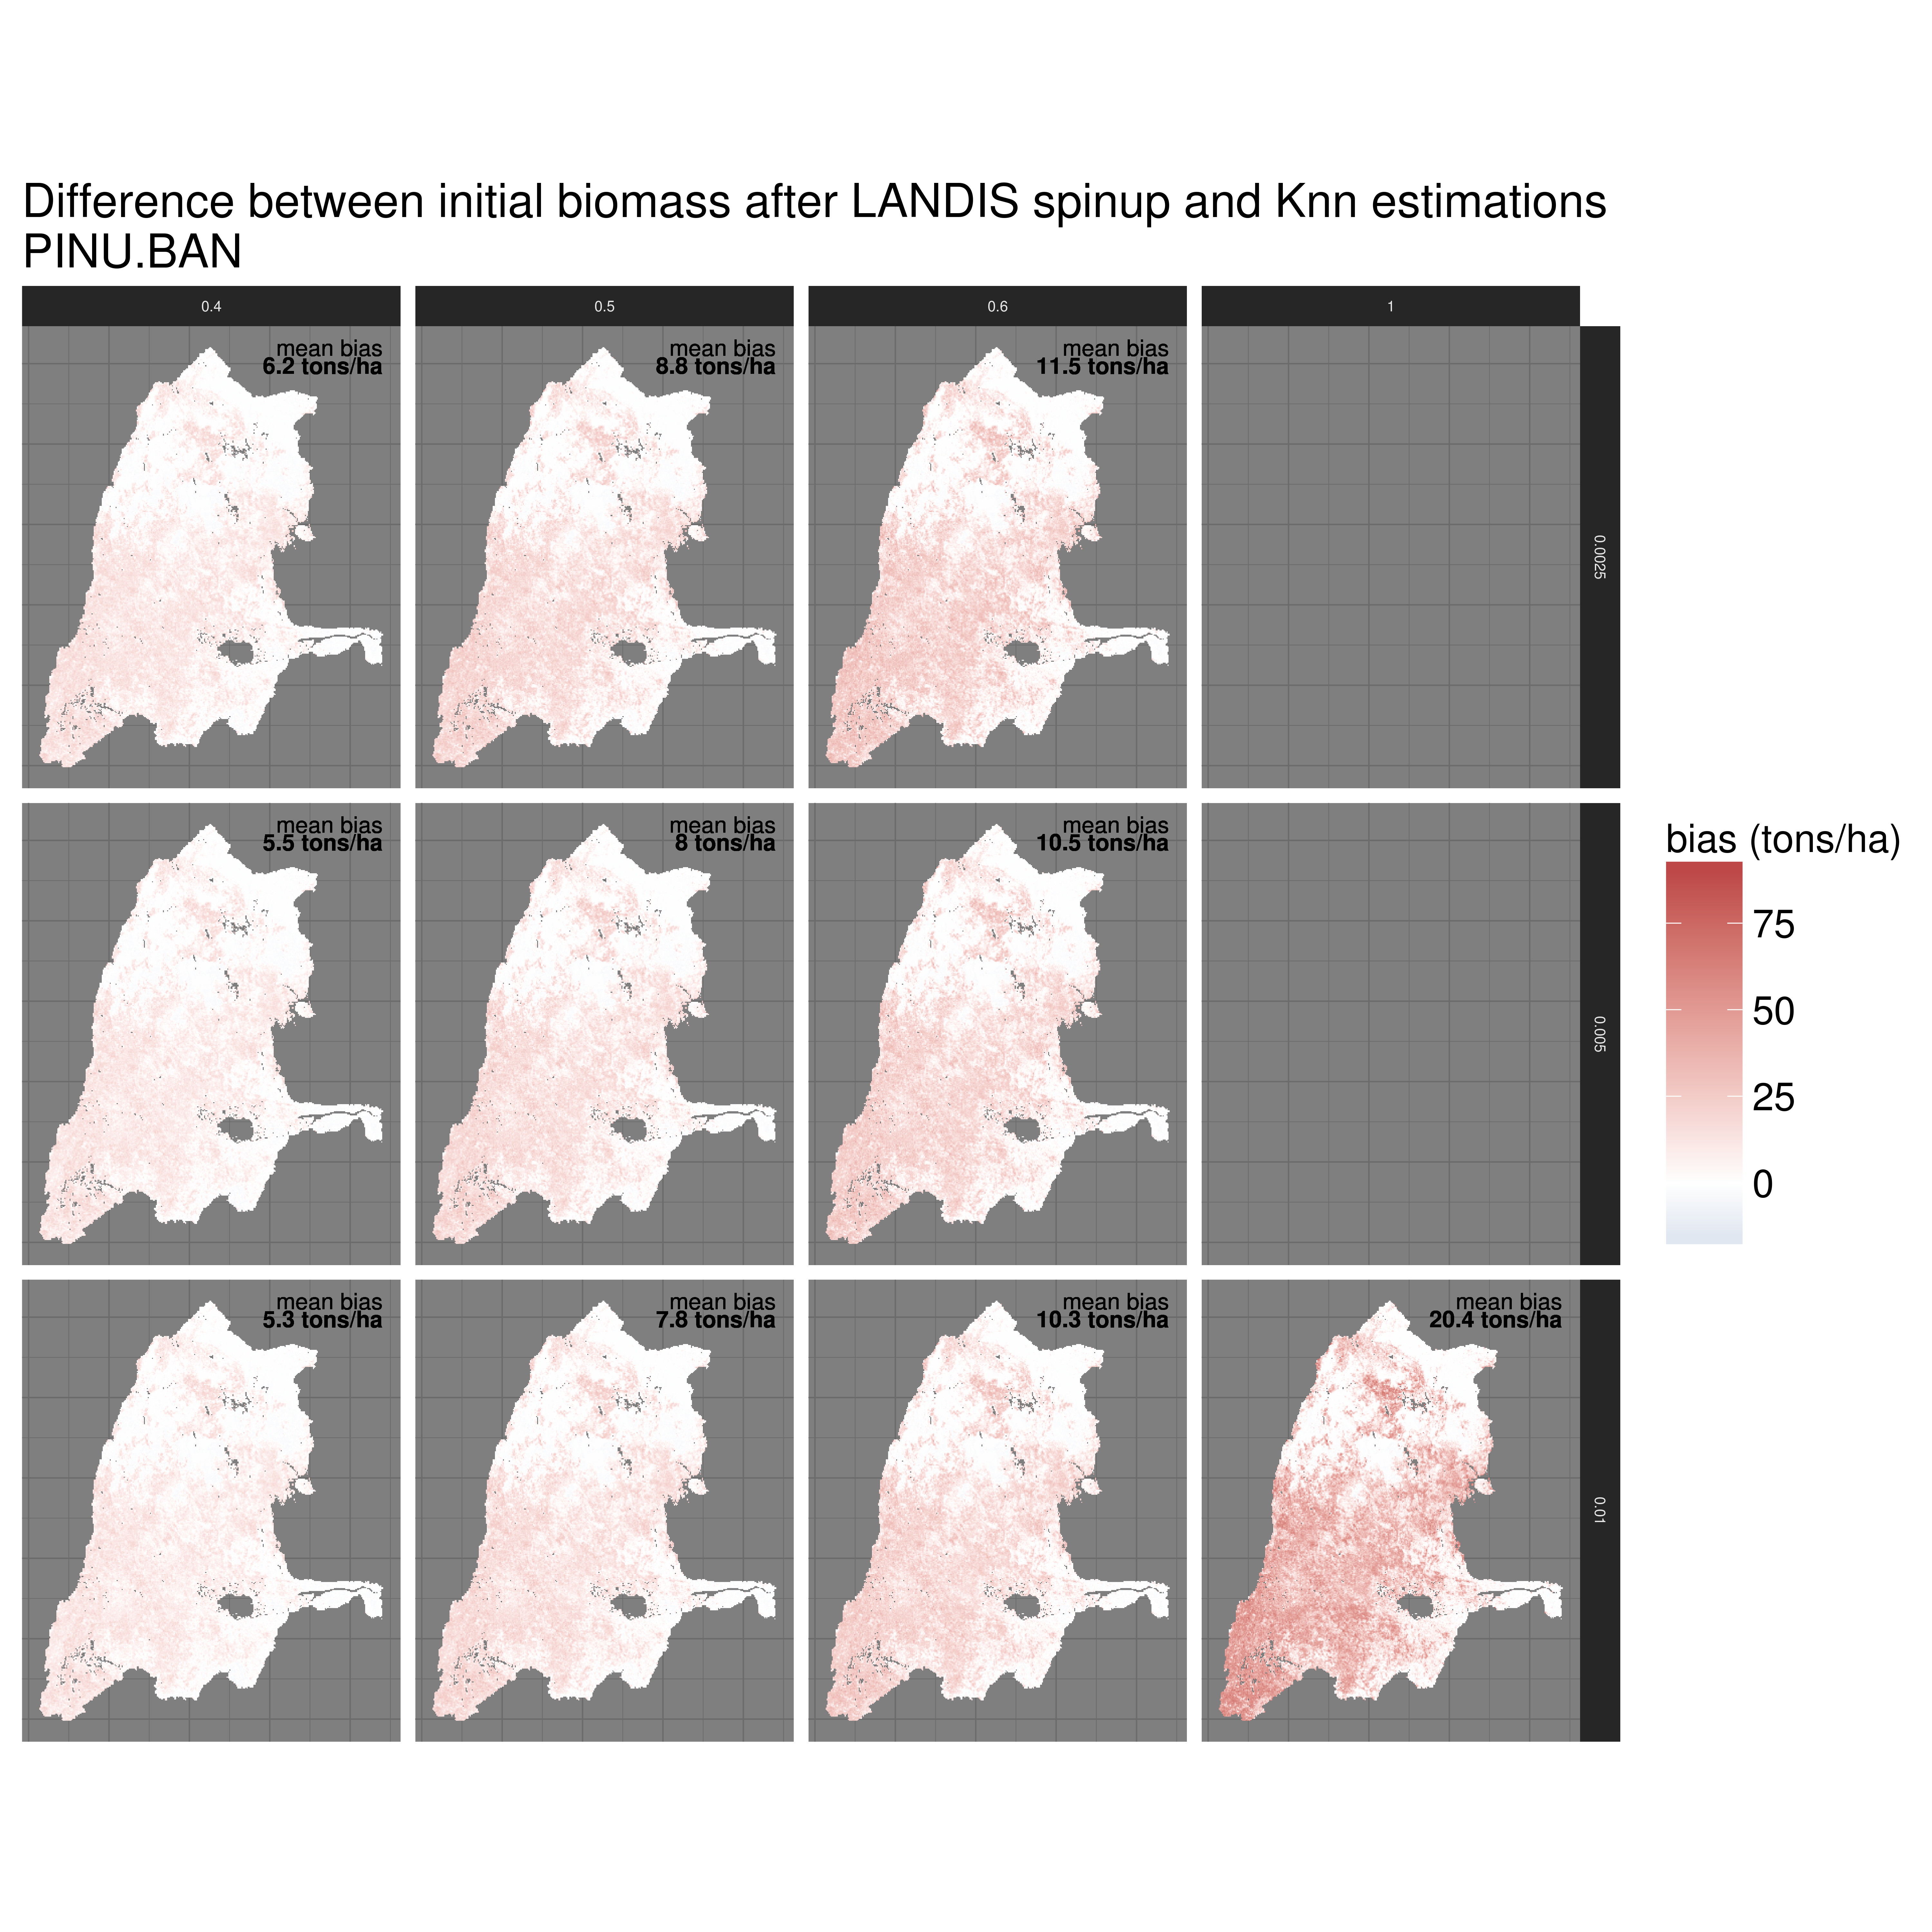 Difference between initial biomass after LANDIS spinup and Knn estimations
PINU.BAN
0.4
0.5
0.6
1
mean bias
6.2 tons/ha
mean bias
8.8 tons/ha
mean bias
11.5 tons/ha
0.0025
mean bias
5.5 tons/ha
mean bias
8 tons/ha
mean bias
10.5 tons/ha
0.005
mean bias
5.3 tons/ha
mean bias
7.8 tons/ha
mean bias
10.3 tons/ha
mean bias
20.4 tons/ha
0.01
bias (tons/ha)
75
50
25
0